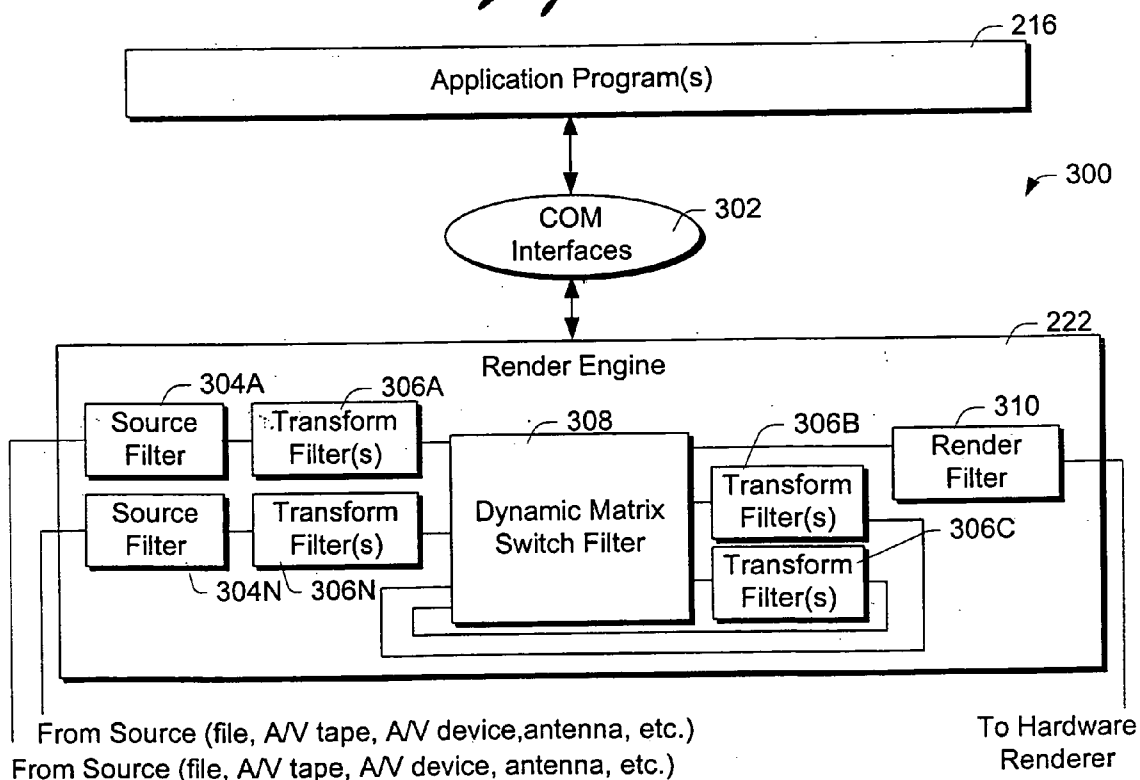 216
Application Program(s)
300
COM
Interfaces
302
222
Render Engine
304A
306A
308
306B
310
Source
Filter
Transform
Filter(s)
Render
Filter
Dynamic Matrix
Switch Filter
Transform
Filter(s)
306C
Source
Filter
Transform
Filter(s)
Transform
Filter(s)
304N
306N
From Source (file, A/V tape, A/V device,antenna, etc.)
From Source (file, A/V tape, A/V device, antenna, etc.)
To Hardware
Renderer